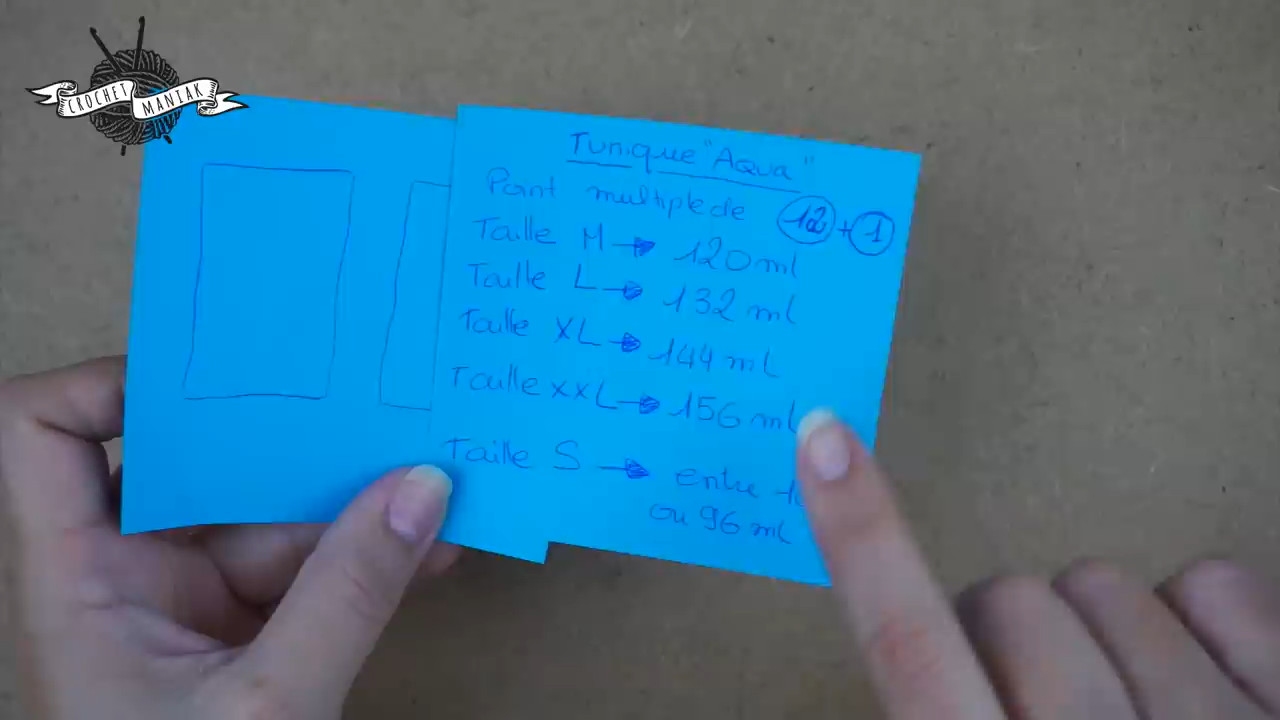 CROCHET MANIAK
Tunique "Aqua"
Point multiple de 12 + 1
Taille M → 120 ml
Taille L → 132 ml
Taille XL → 144 ml
Taille XXL → 156 ml
Taille S → entre
ou 96 ml